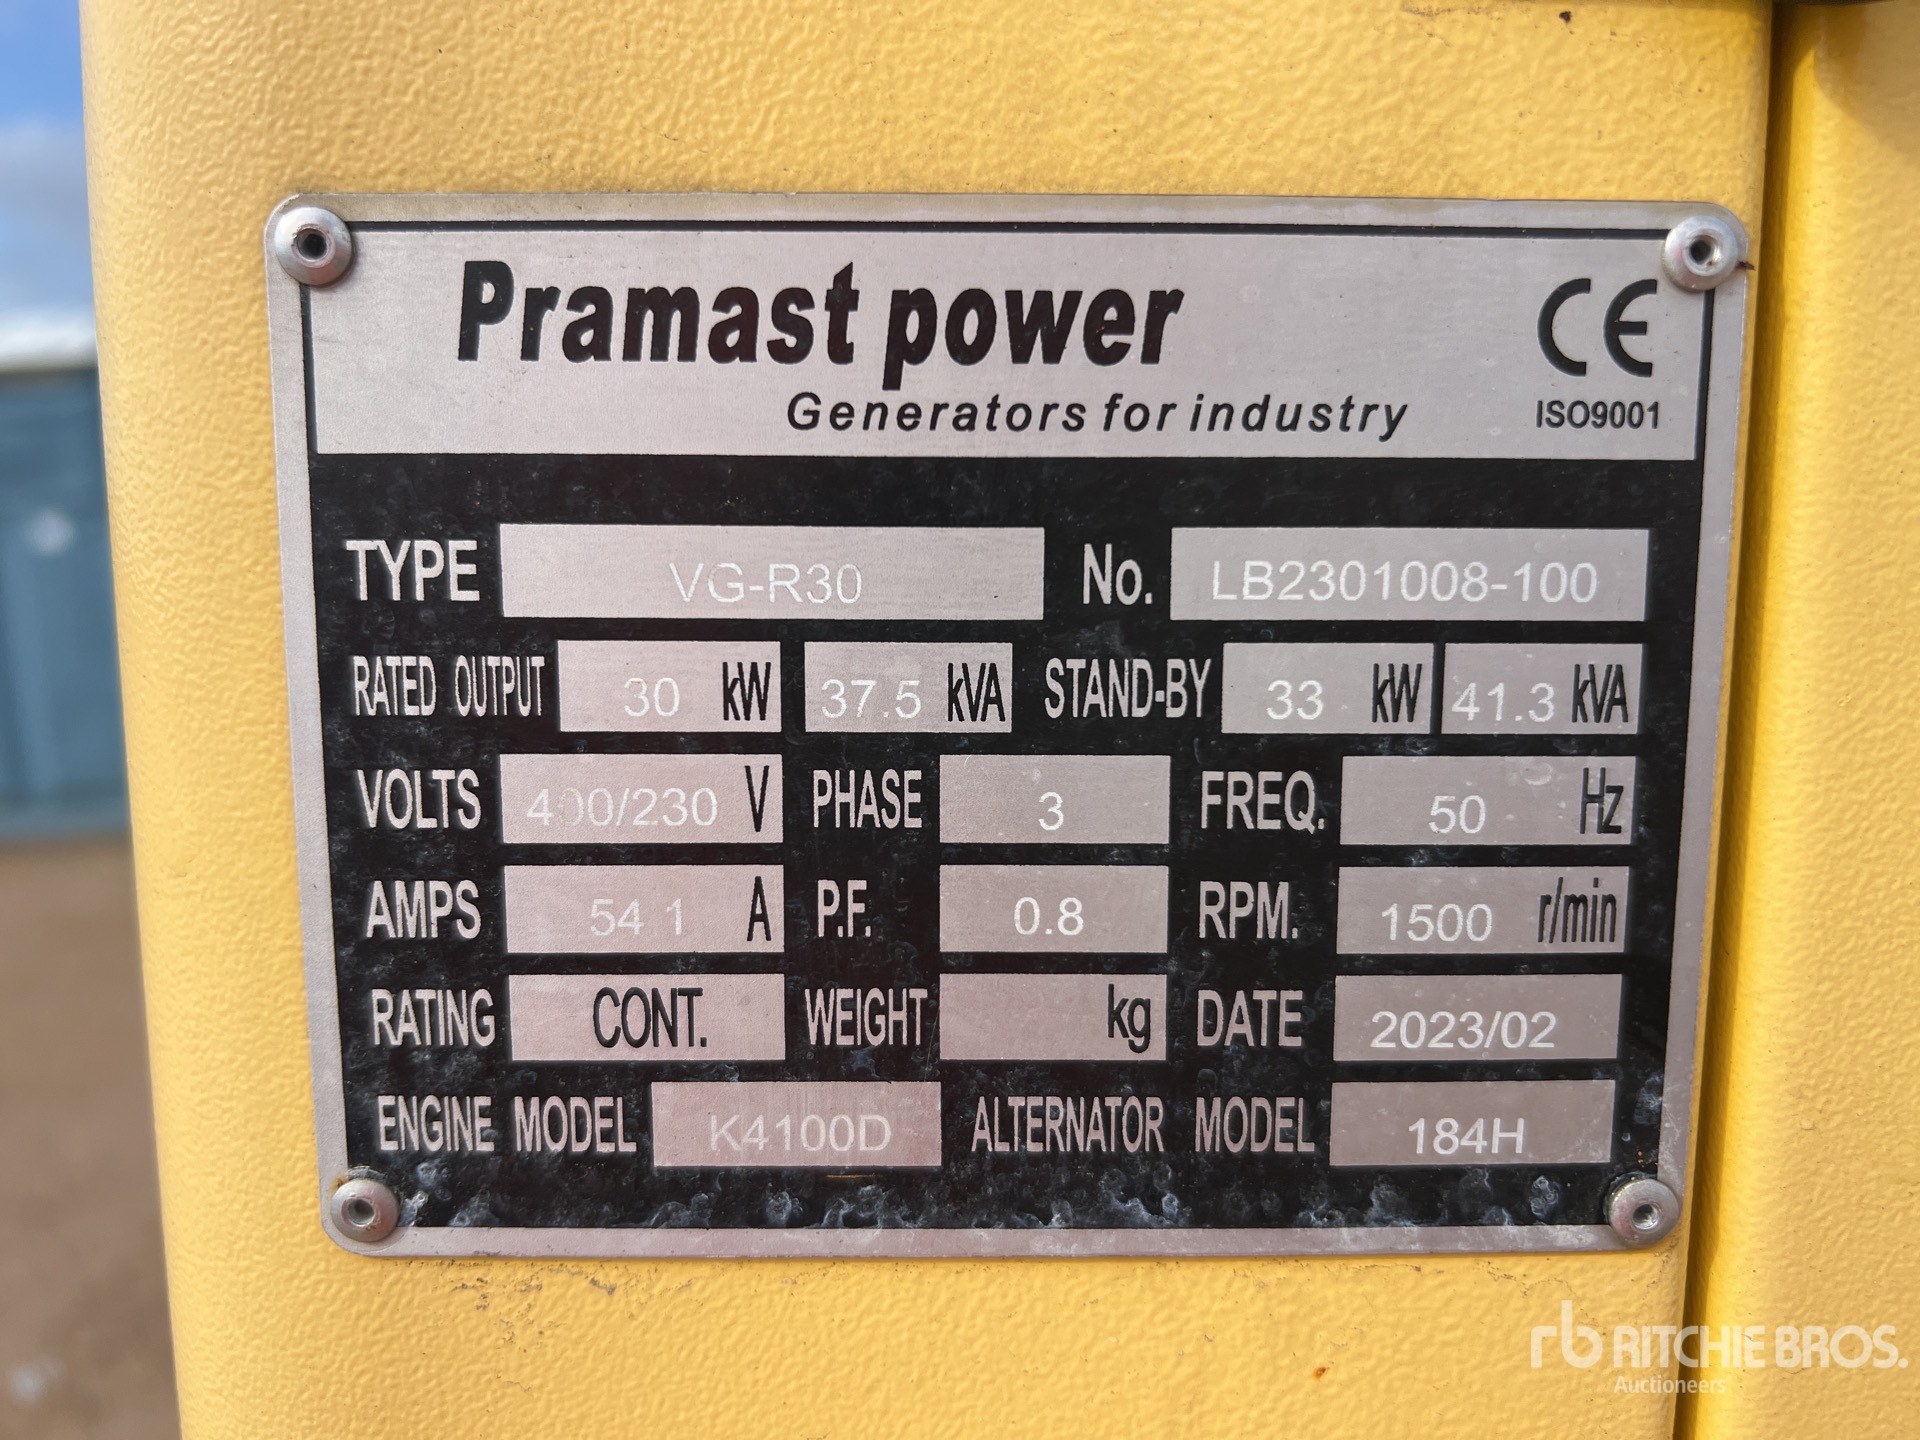 Pramast power
Generators for industry
CE
ISO9001
TYPE VG-R30 No. LB2301008-100
RATED OUTPUT 30 kW 37.5 kVA STAND-BY 33 kW 41.3 kVA
VOLTS 400/230 V PHASE 3 FREQ. 50 Hz
AMPS 54.1 A P.F. 0.8 RPM. 1500 r/min
RATING CONT. WEIGHT kg DATE 2023/02
ENGINE MODEL K4100D ALTERNATOR MODEL 184H
rb RITCHIE BROS.
Auctioneers